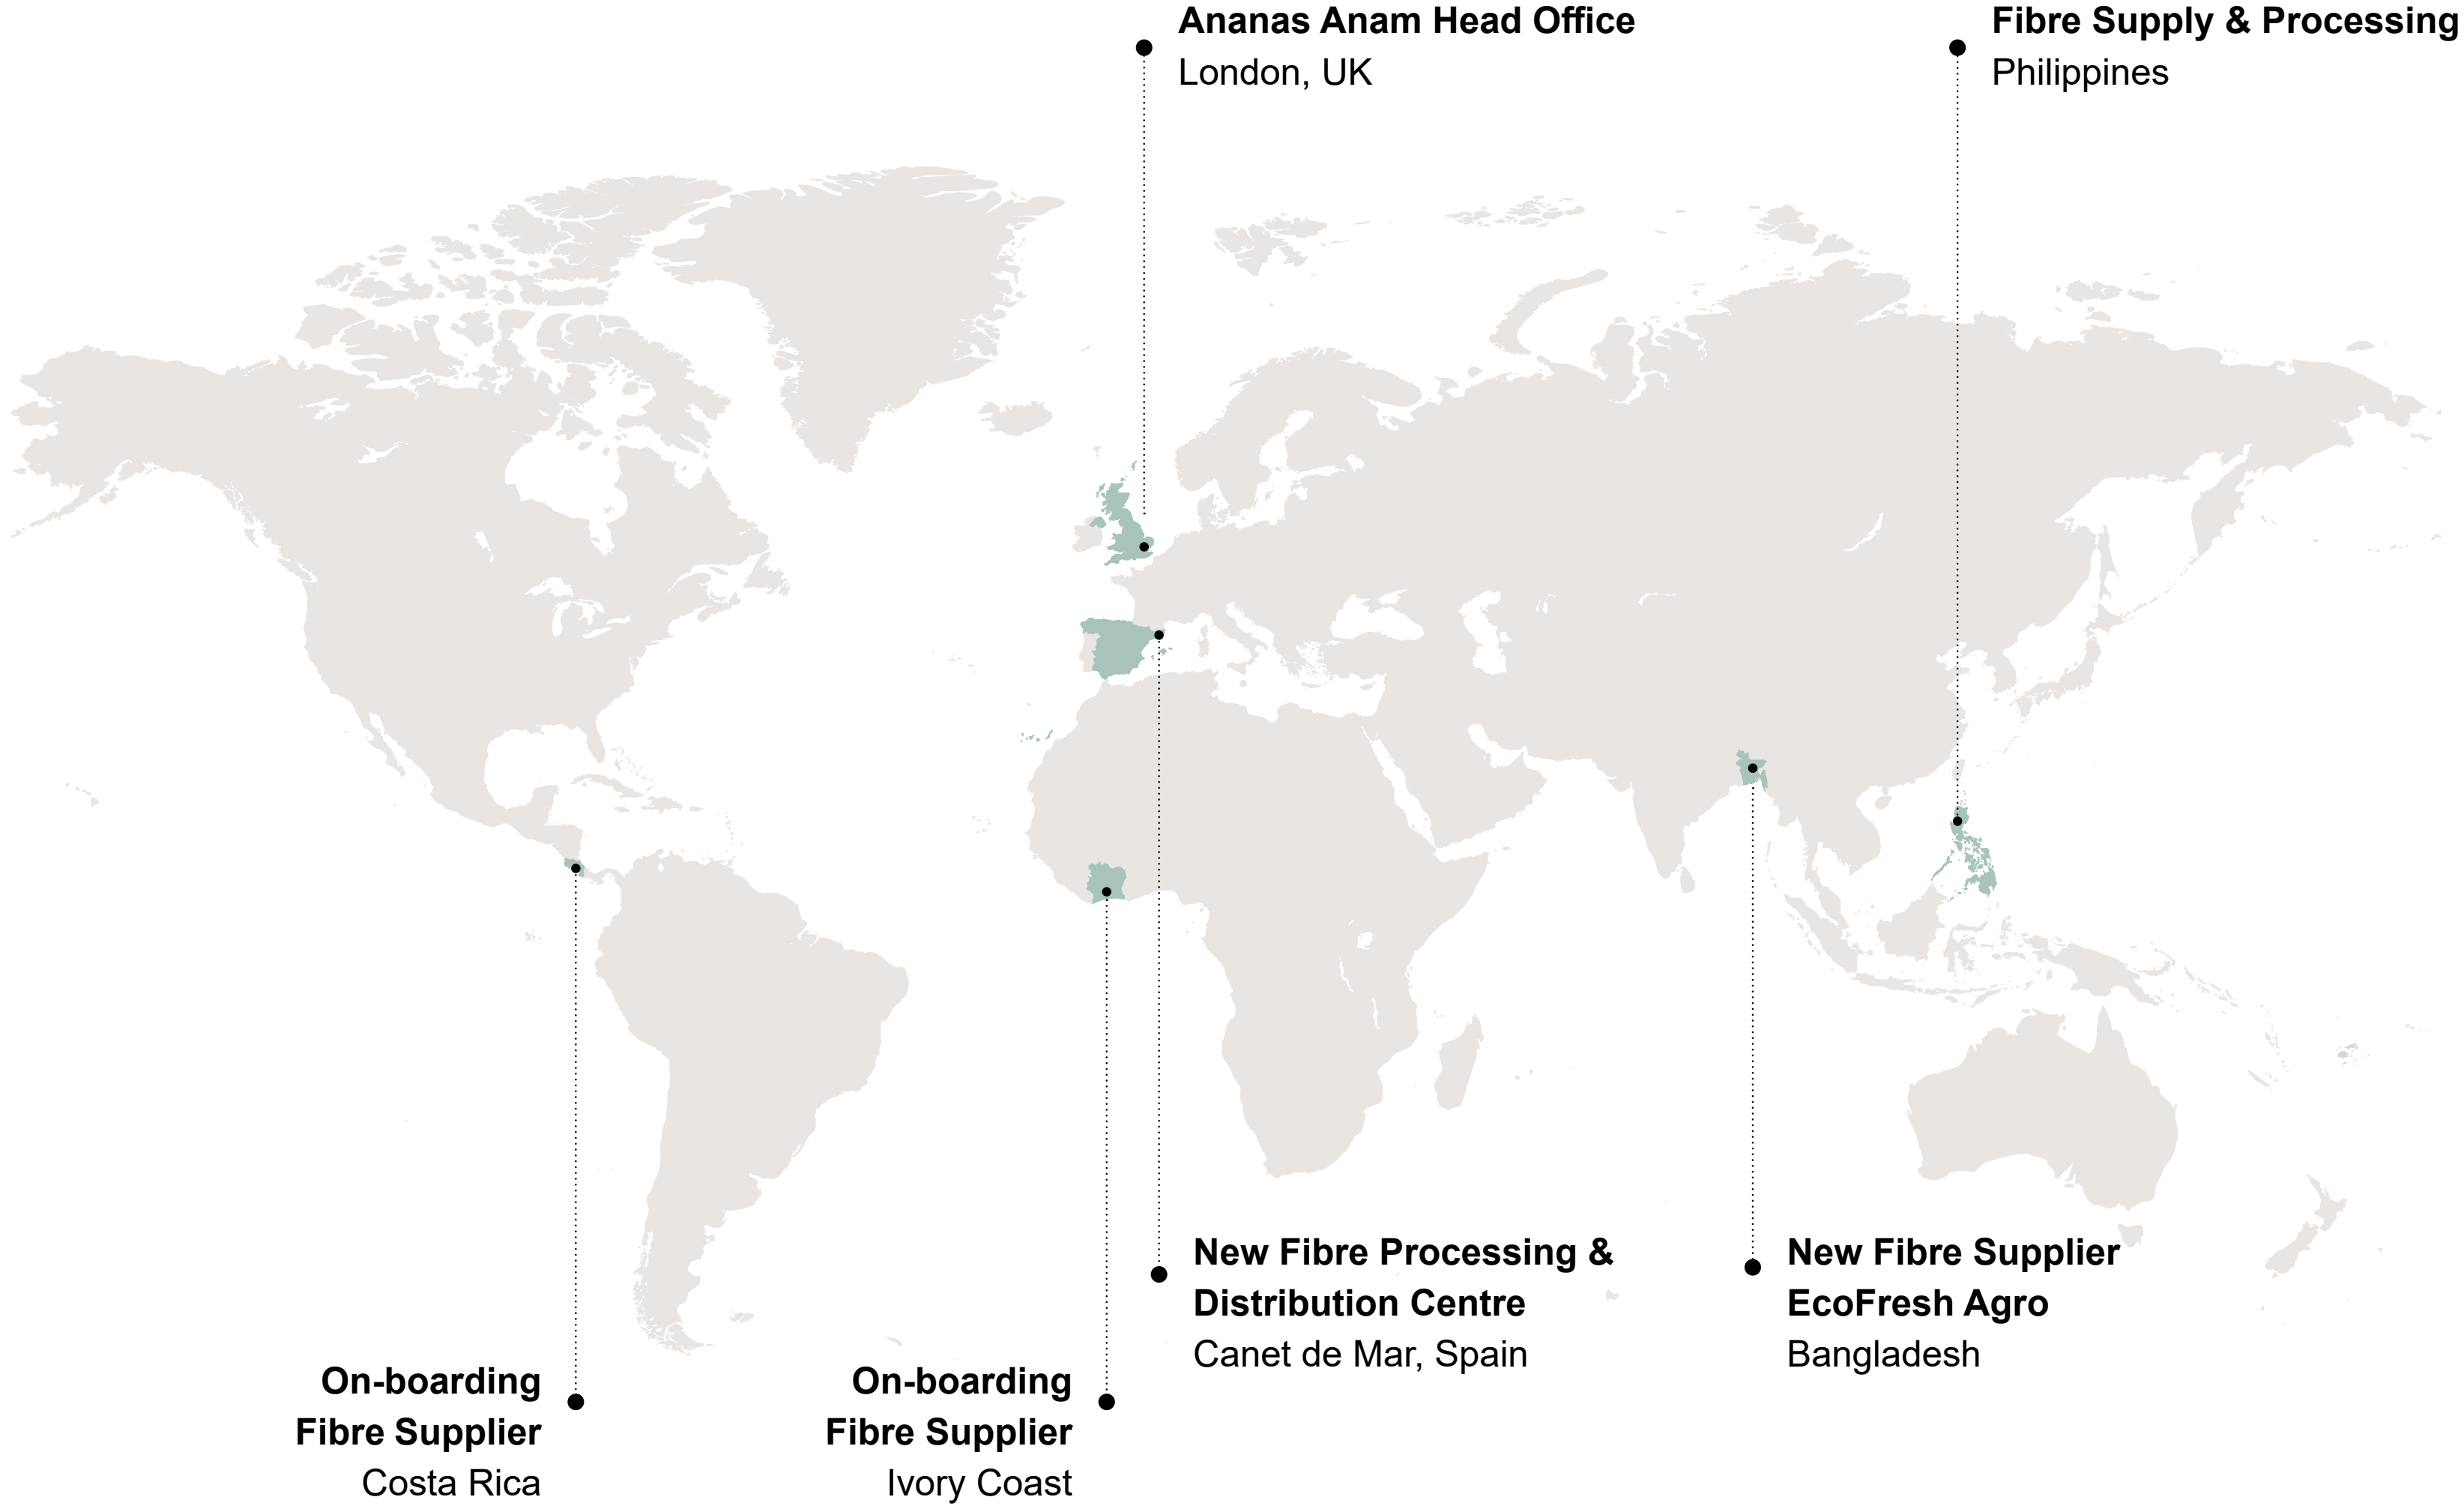 Ananas Anam Head Office
London, UK
Fibre Supply & Processing
Philippines
New Fibre Processing &
Distribution Centre
Canet de Mar, Spain
New Fibre Supplier
EcoFresh Agro
Bangladesh
On-boarding
Fibre Supplier
Costa Rica
On-boarding
Fibre Supplier
Ivory Coast